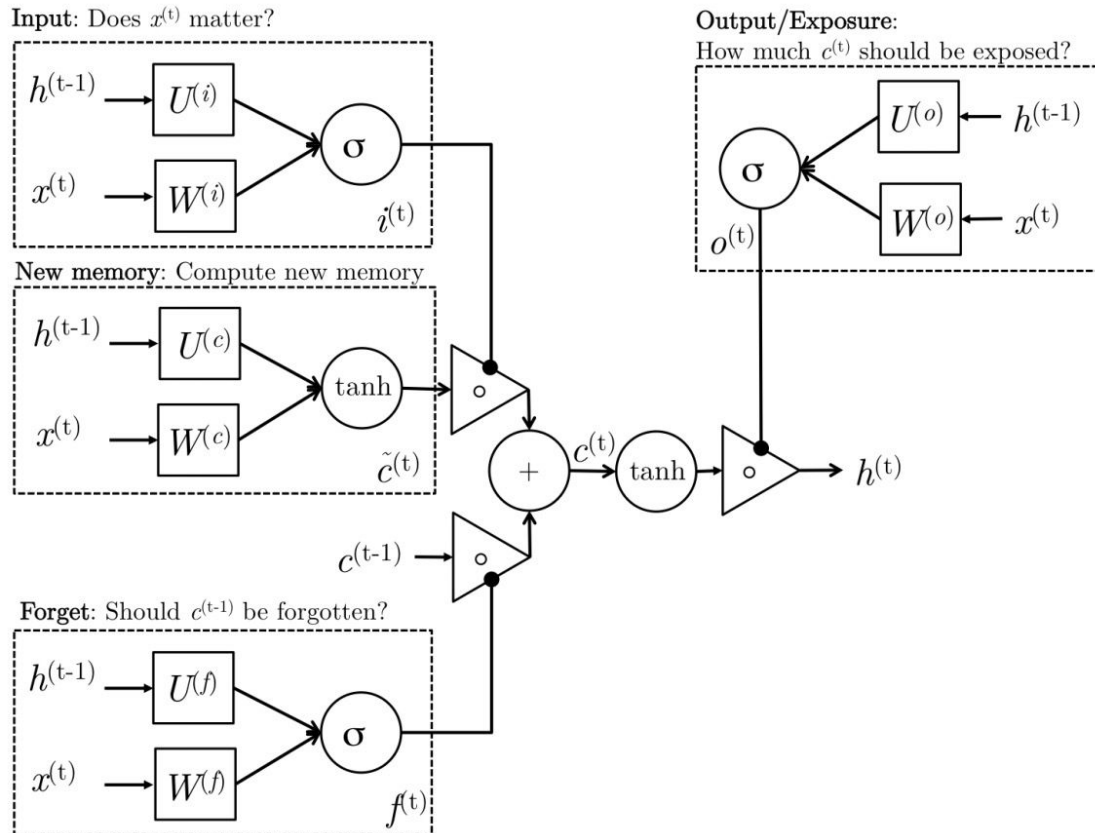 Input: Does x^(t) matter?
h^(t-1)
U^(i)
σ
x^(t)
W^(i)
i^(t)
Output/Exposure:
How much c^(t) should be exposed?
U^(o)
h^(t-1)
σ
W^(o)
x^(t)
o^(t)
New memory: Compute new memory
h^(t-1)
U^(c)
tanh
x^(t)
W^(c)
c̃^(t)
∘
+
c^(t)
tanh
∘
h^(t)
c^(t-1)
∘
Forget: Should c^(t-1) be forgotten?
h^(t-1)
U^(f)
σ
x^(t)
W^(f)
f^(t)